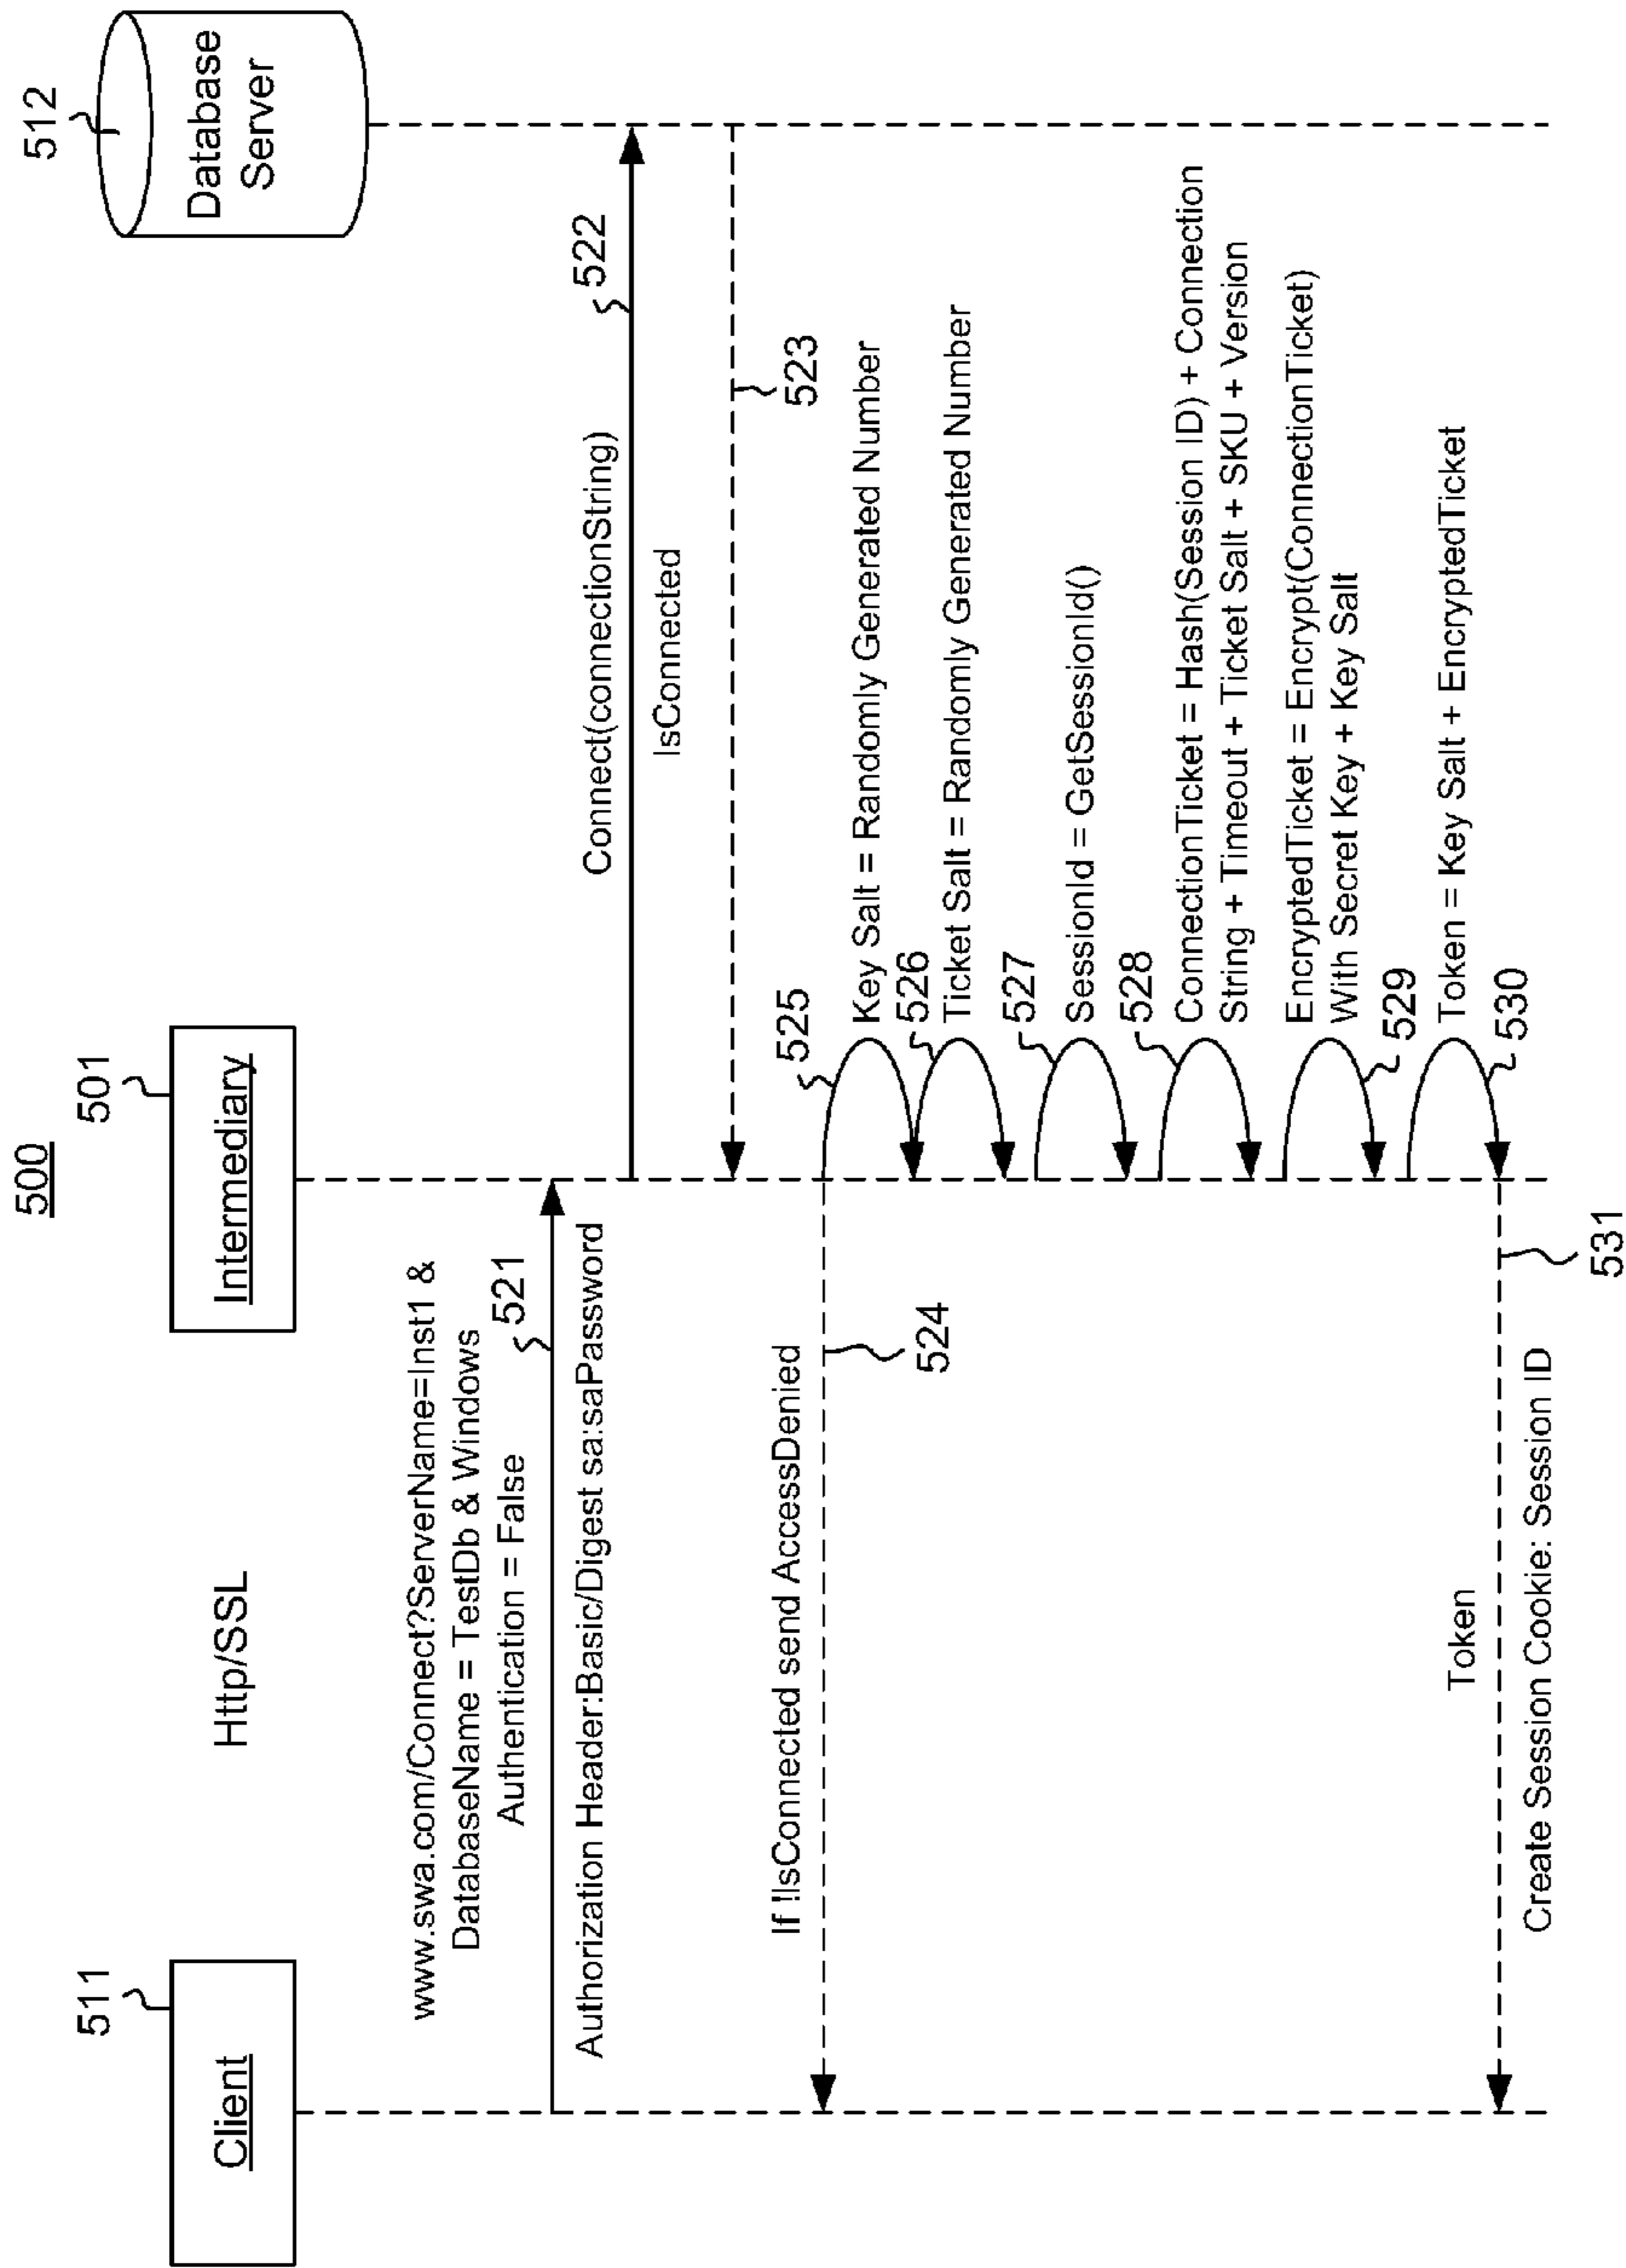 500
511
Client
Http/SSL
501
Intermediary
512
Database
Server
www.swa.com/Connect?ServerName=Inst1 &
DatabaseName = TestDb & Windows
Authentication = False
521
Authorization Header:Basic/Digest sa:saPassword
Connect(connectionString)
522
IsConnected
523
If !IsConnected send AccessDenied
524
525
Key Salt = Randomly Generated Number
526
Ticket Salt = Randomly Generated Number
527
SessionId = GetSessionId()
528
ConnectionTicket = Hash(Session ID) + Connection
String + Timeout + Ticket Salt + SKU + Version
EncryptedTicket = Encrypt(ConnectionTicket)
With Secret Key + Key Salt
529
Token = Key Salt + EncryptedTicket
530
Token
531
Create Session Cookie: Session ID